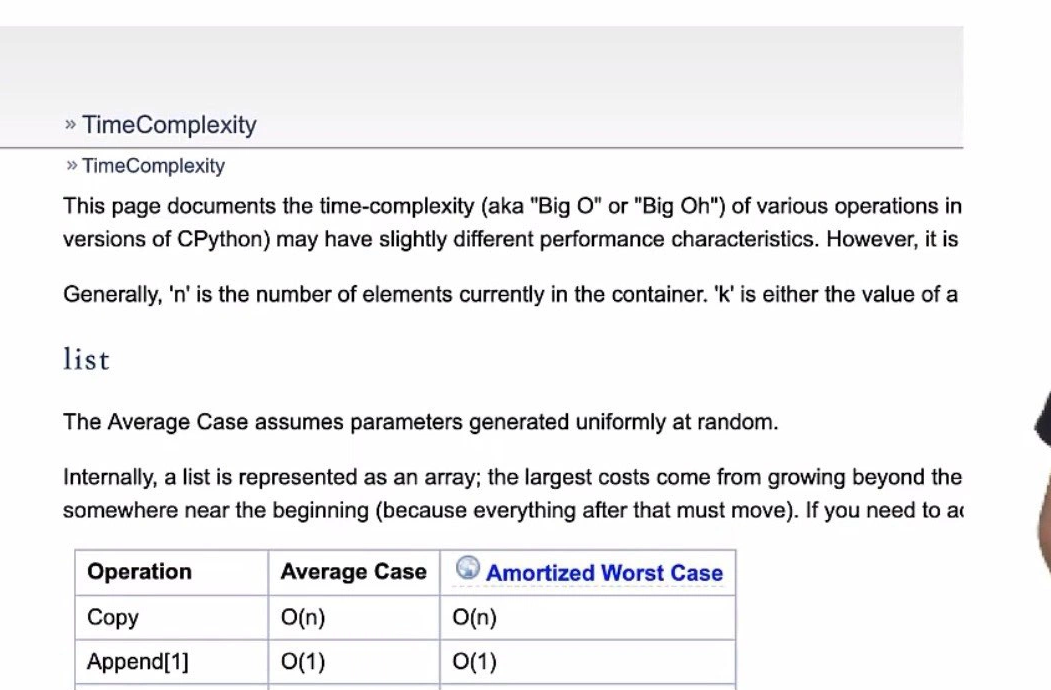 » TimeComplexity
» TimeComplexity
This page documents the time-complexity (aka "Big O" or "Big Oh") of various operations in
versions of CPython) may have slightly different performance characteristics. However, it is
Generally, 'n' is the number of elements currently in the container. 'k' is either the value of a
list
The Average Case assumes parameters generated uniformly at random.
Internally, a list is represented as an array; the largest costs come from growing beyond the
somewhere near the beginning (because everything after that must move). If you need to
Operation Average Case Amortized Worst Case
Copy O(n) O(n)
Append[1] O(1) O(1)